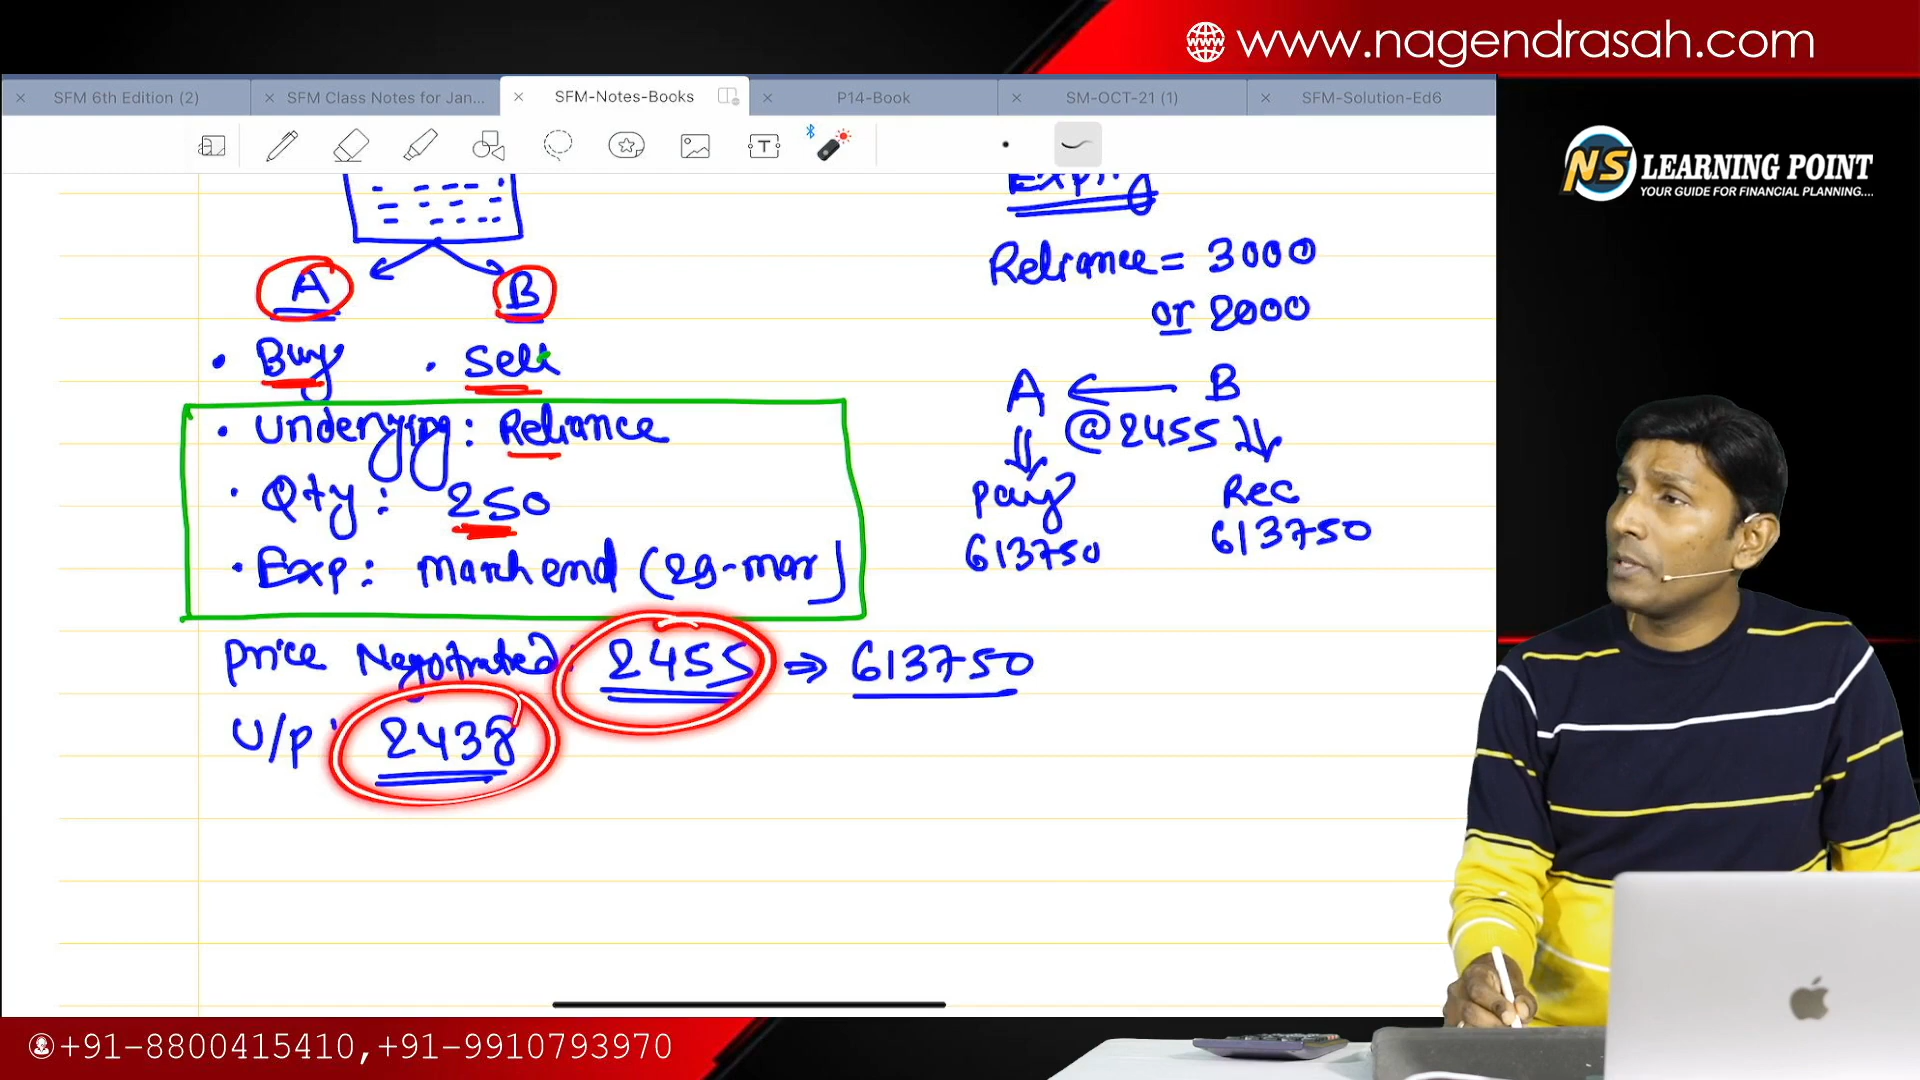 www.nagendrasah.com
SFM 6th Edition (2)
SFM Class Notes for Jan...
SFM-Notes-Books
P14-Book
SM-OCT-21 (1)
SFM-Solution-Ed6
NS LEARNING POINT
YOUR GUIDE FOR FINANCIAL PLANNING....
A B
• Buy • Sell
• Underlying: Reliance
• Qty: 250
• Exp: March end (29-mar)
Price Negotiated: 2455 ⇒ 613750
U/p: 2438
Expiry
Reliance = 3000
or 2000
A ← B
@2455
Pay Rec
613750 613750
+91-8800415410,+91-9910793970